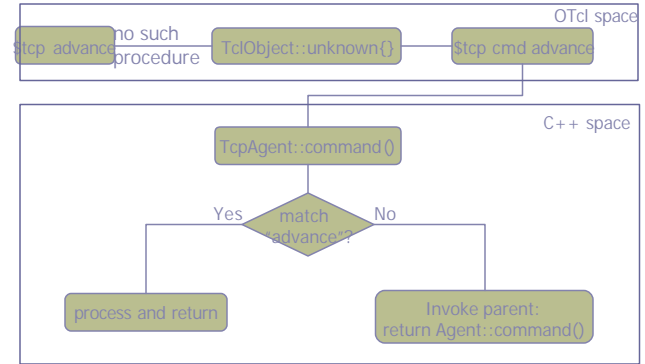 OTcl space
$tcp advance
no such
procedure
TclObject::unknown{}
$tcp cmd advance
C++ space
TcpAgent::command()
Yes
match
"advance"?
No
process and return
Invoke parent:
return Agent::command()